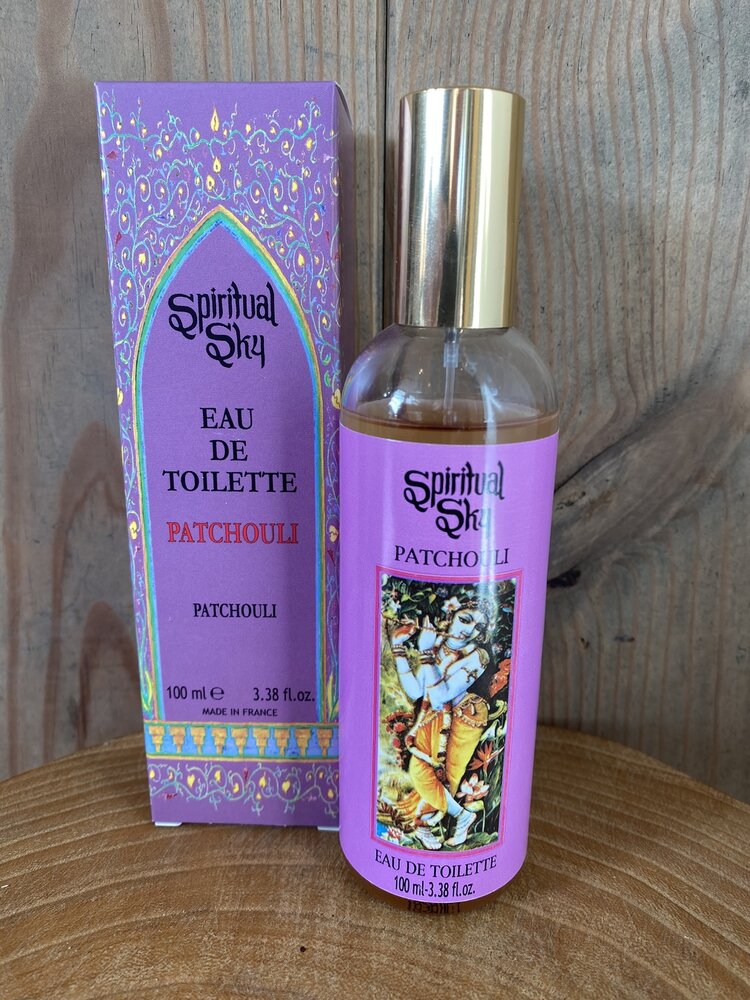 Spiritual
Sky
EAU
DE
TOILETTE
PATCHOULI
PATCHOULI
100 ml ℮ 3.38 fl.oz.
MADE IN FRANCE
Spiritual
Sky
PATCHOULI
EAU DE TOILETTE
100 ml-3.38 fl.oz.